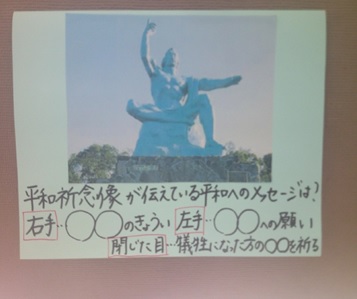 平和祈念像が伝えている平和へのメッセージは?
右手…○○のきょうい 左手…○○への願い
閉じた目…犠牲になった方の○○を祈る